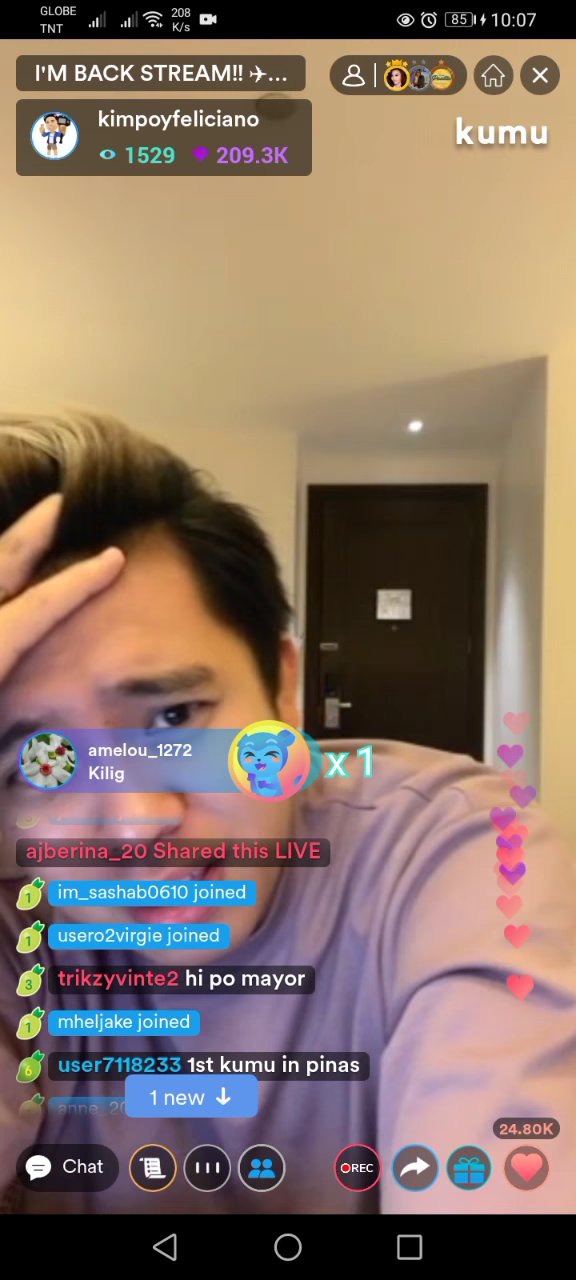 GLOBE
TNT
208
K/s
85
10:07
I'M BACK STREAM!! ✈...
kimpoyfeliciano
1529
209.3K
kumu
amelou_1272
Kilig
x 1
ajberina_20 Shared this LIVE
1 im_sashab0610 joined
1 usero2virgie joined
3 trikzyvinte2 hi po mayor
1 mheljake joined
6 user7118233 1st kumu in pinas
1 new ↓
24.80K
Chat
REC